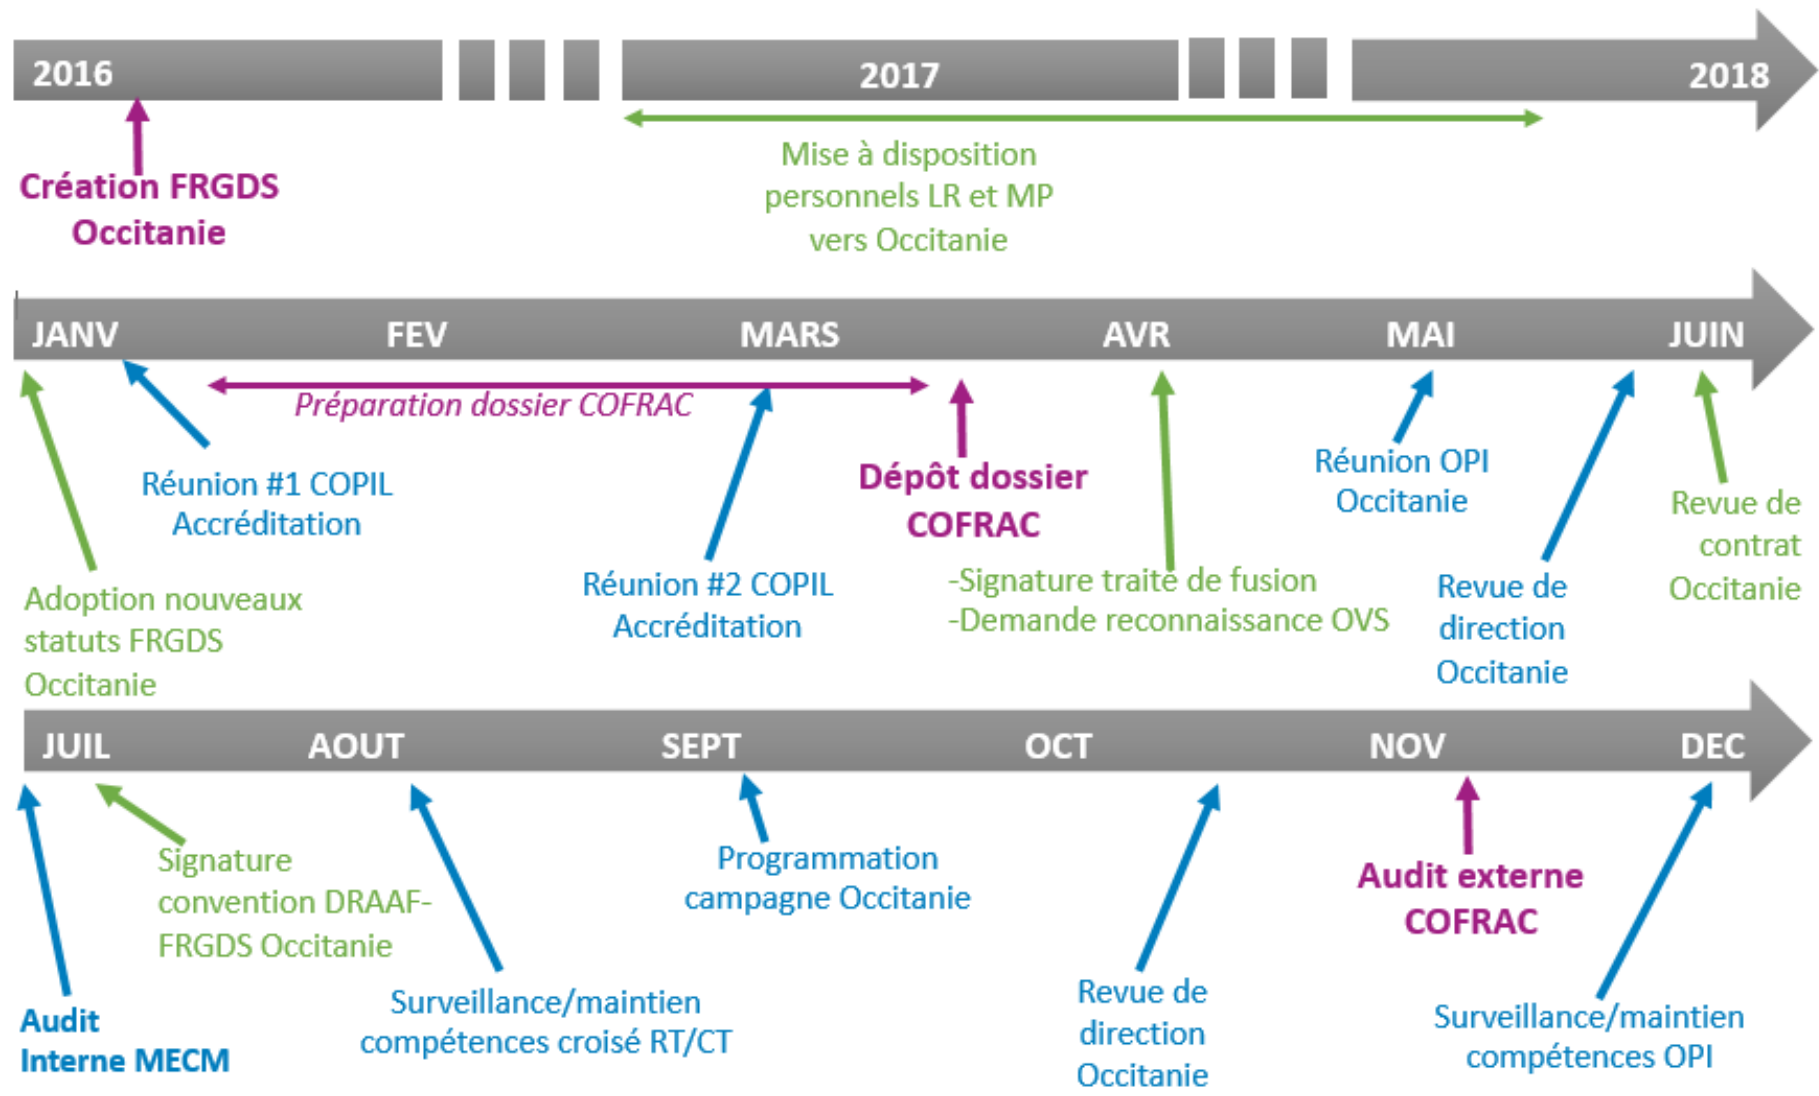 2016
2017
2018
Création FRGDS
Occitanie
Mise à disposition
personnels LR et MP
vers Occitanie
JANV
FEV
MARS
AVR
MAI
JUIN
Préparation dossier COFRAC
Réunion #1 COPIL
Accréditation
Adoption nouveaux
statuts FRGDS
Occitanie
Réunion #2 COPIL
Accréditation
Dépôt dossier
COFRAC
-Signature traité de fusion
-Demande reconnaissance OVS
Réunion OPI
Occitanie
Revue de
direction
Occitanie
Revue de
contrat
Occitanie
JUIL
AOUT
SEPT
OCT
NOV
DEC
Audit
Interne MECM
Signature
convention DRAAF-
FRGDS Occitanie
Surveillance/maintien
compétences croisé RT/CT
Programmation
campagne Occitanie
Revue de
direction
Occitanie
Audit externe
COFRAC
Surveillance/maintien
compétences OPI